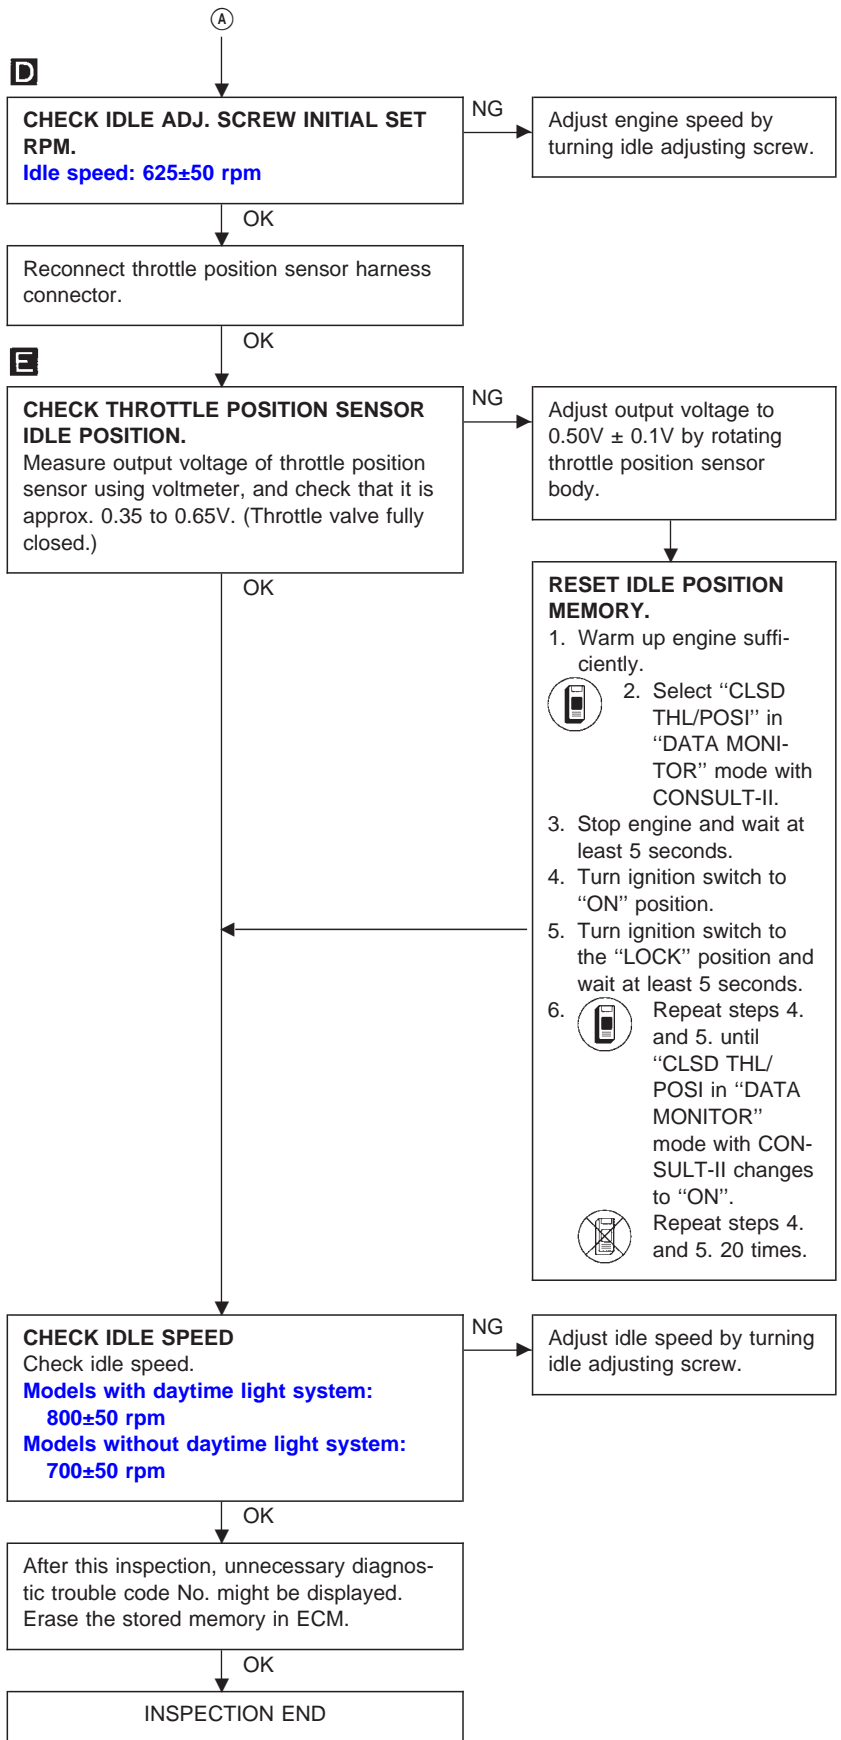 A
D
CHECK IDLE ADJ. SCREW INITIAL SET
RPM.
Idle speed: 625±50 rpm
NG
Adjust engine speed by
turning idle adjusting screw.
OK
Reconnect throttle position sensor harness
connector.
OK
E
CHECK THROTTLE POSITION SENSOR
IDLE POSITION.
Measure output voltage of throttle position
sensor using voltmeter, and check that it is
approx. 0.35 to 0.65V. (Throttle valve fully
closed.)
NG
Adjust output voltage to
0.50V ± 0.1V by rotating
throttle position sensor
body.
OK
RESET IDLE POSITION
MEMORY.
1. Warm up engine suffi-
ciently.
2. Select ‘‘CLSD
THL/POSI’’ in
‘‘DATA MONI-
TOR’’ mode with
CONSULT-II.
3. Stop engine and wait at
least 5 seconds.
4. Turn ignition switch to
‘‘ON’’ position.
5. Turn ignition switch to
the ‘‘LOCK’’ position and
wait at least 5 seconds.
6. Repeat steps 4.
and 5. until
‘‘CLSD THL/
POSI in ‘‘DATA
MONITOR’’
mode with CON-
SULT-II changes
to ‘‘ON’’.
Repeat steps 4.
and 5. 20 times.
CHECK IDLE SPEED
Check idle speed.
Models with daytime light system:
800±50 rpm
Models without daytime light system:
700±50 rpm
NG
Adjust idle speed by turning
idle adjusting screw.
OK
After this inspection, unnecessary diagnos-
tic trouble code No. might be displayed.
Erase the stored memory in ECM.
OK
INSPECTION END